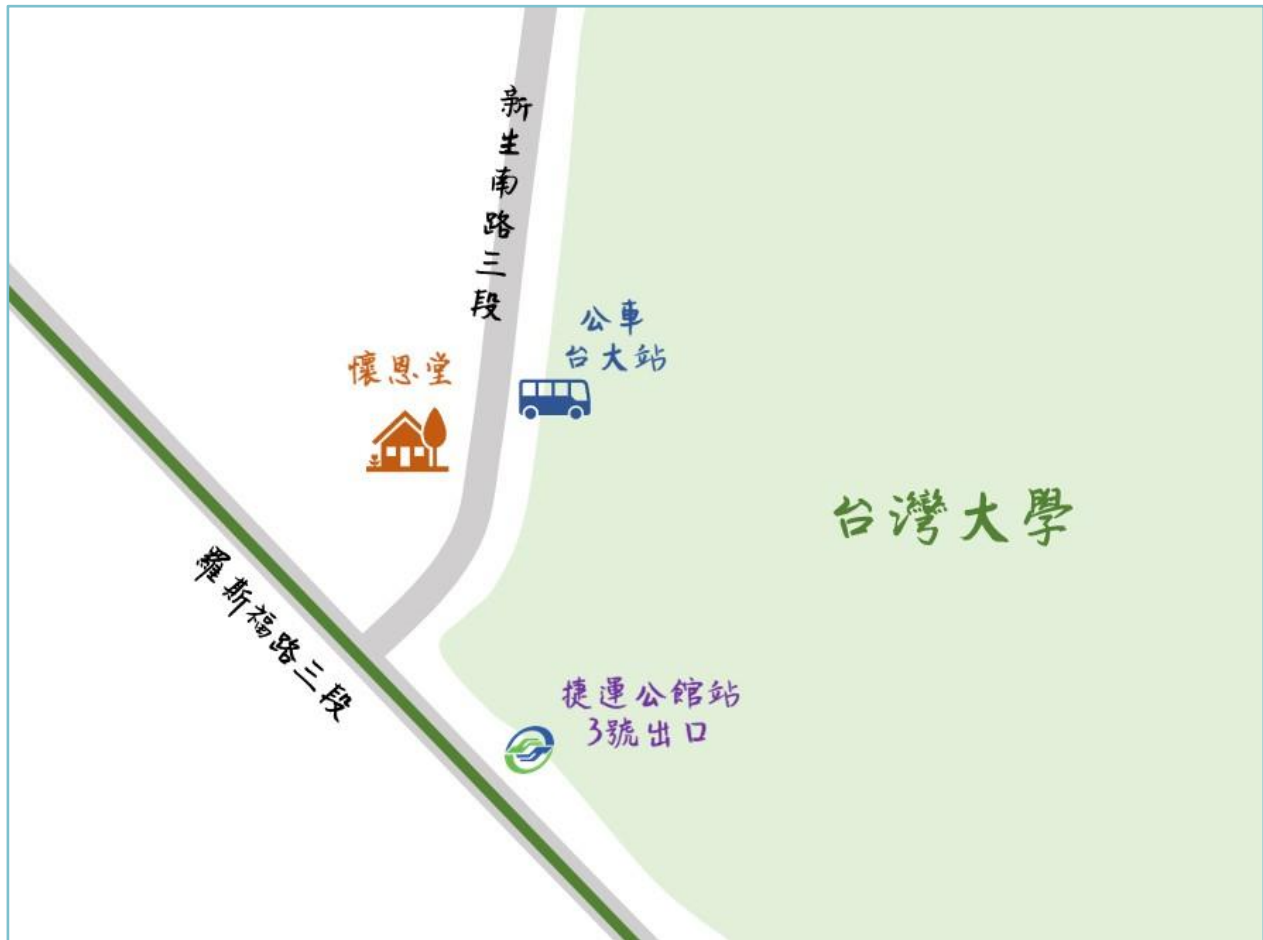 新生南路三段
公車
台大站
懷恩堂
台灣大學
羅斯福路三段
捷運公館站
3號出口